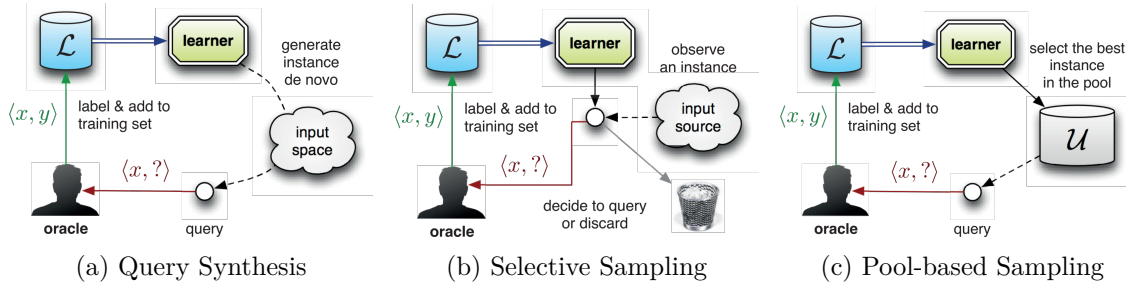 ℒ
learner
generate
instance
de novo
⟨x, y⟩
label & add to
training set
input
space
⟨x, ?⟩
oracle
query
(a) Query Synthesis
ℒ
learner
observe
an instance
⟨x, y⟩
label & add to
training set
input
source
⟨x, ?⟩
decide to query
or discard
oracle
(b) Selective Sampling
ℒ
learner
select the best
instance
in the pool
⟨x, y⟩
label & add to
training set
𝒰
⟨x, ?⟩
oracle
query
(c) Pool-based Sampling